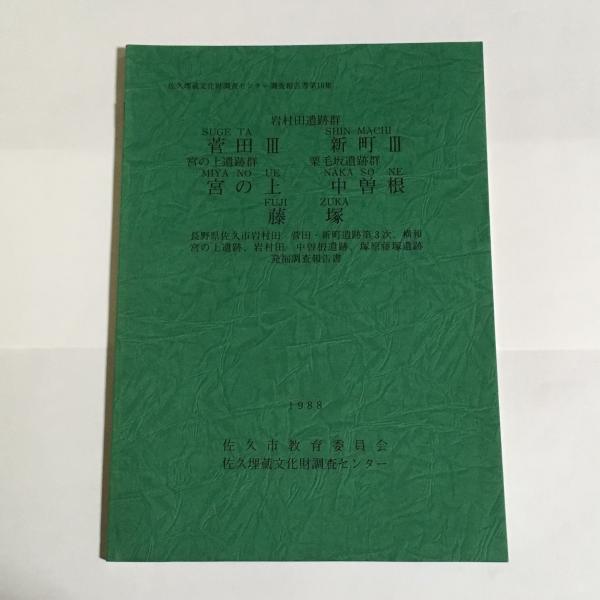 佐久埋蔵文化財調査センター調査報告書第16集
岩村田遺跡群
SUGE TA SHIN MACHI
菅田Ⅲ 新町Ⅲ
宮の上遺跡群 栗毛坂遺跡群
MIYA NO UE NAKA SO NE
宮の上 中曽根
FUJI ZUKA
藤塚
長野県佐久市岩村田 菅田・新町遺跡第3次、横和
宮の上遺跡、岩村田 中曽根遺跡、塚原藤塚遺跡
発掘調査報告書
1988
佐久市教育委員会
佐久埋蔵文化財調査センター